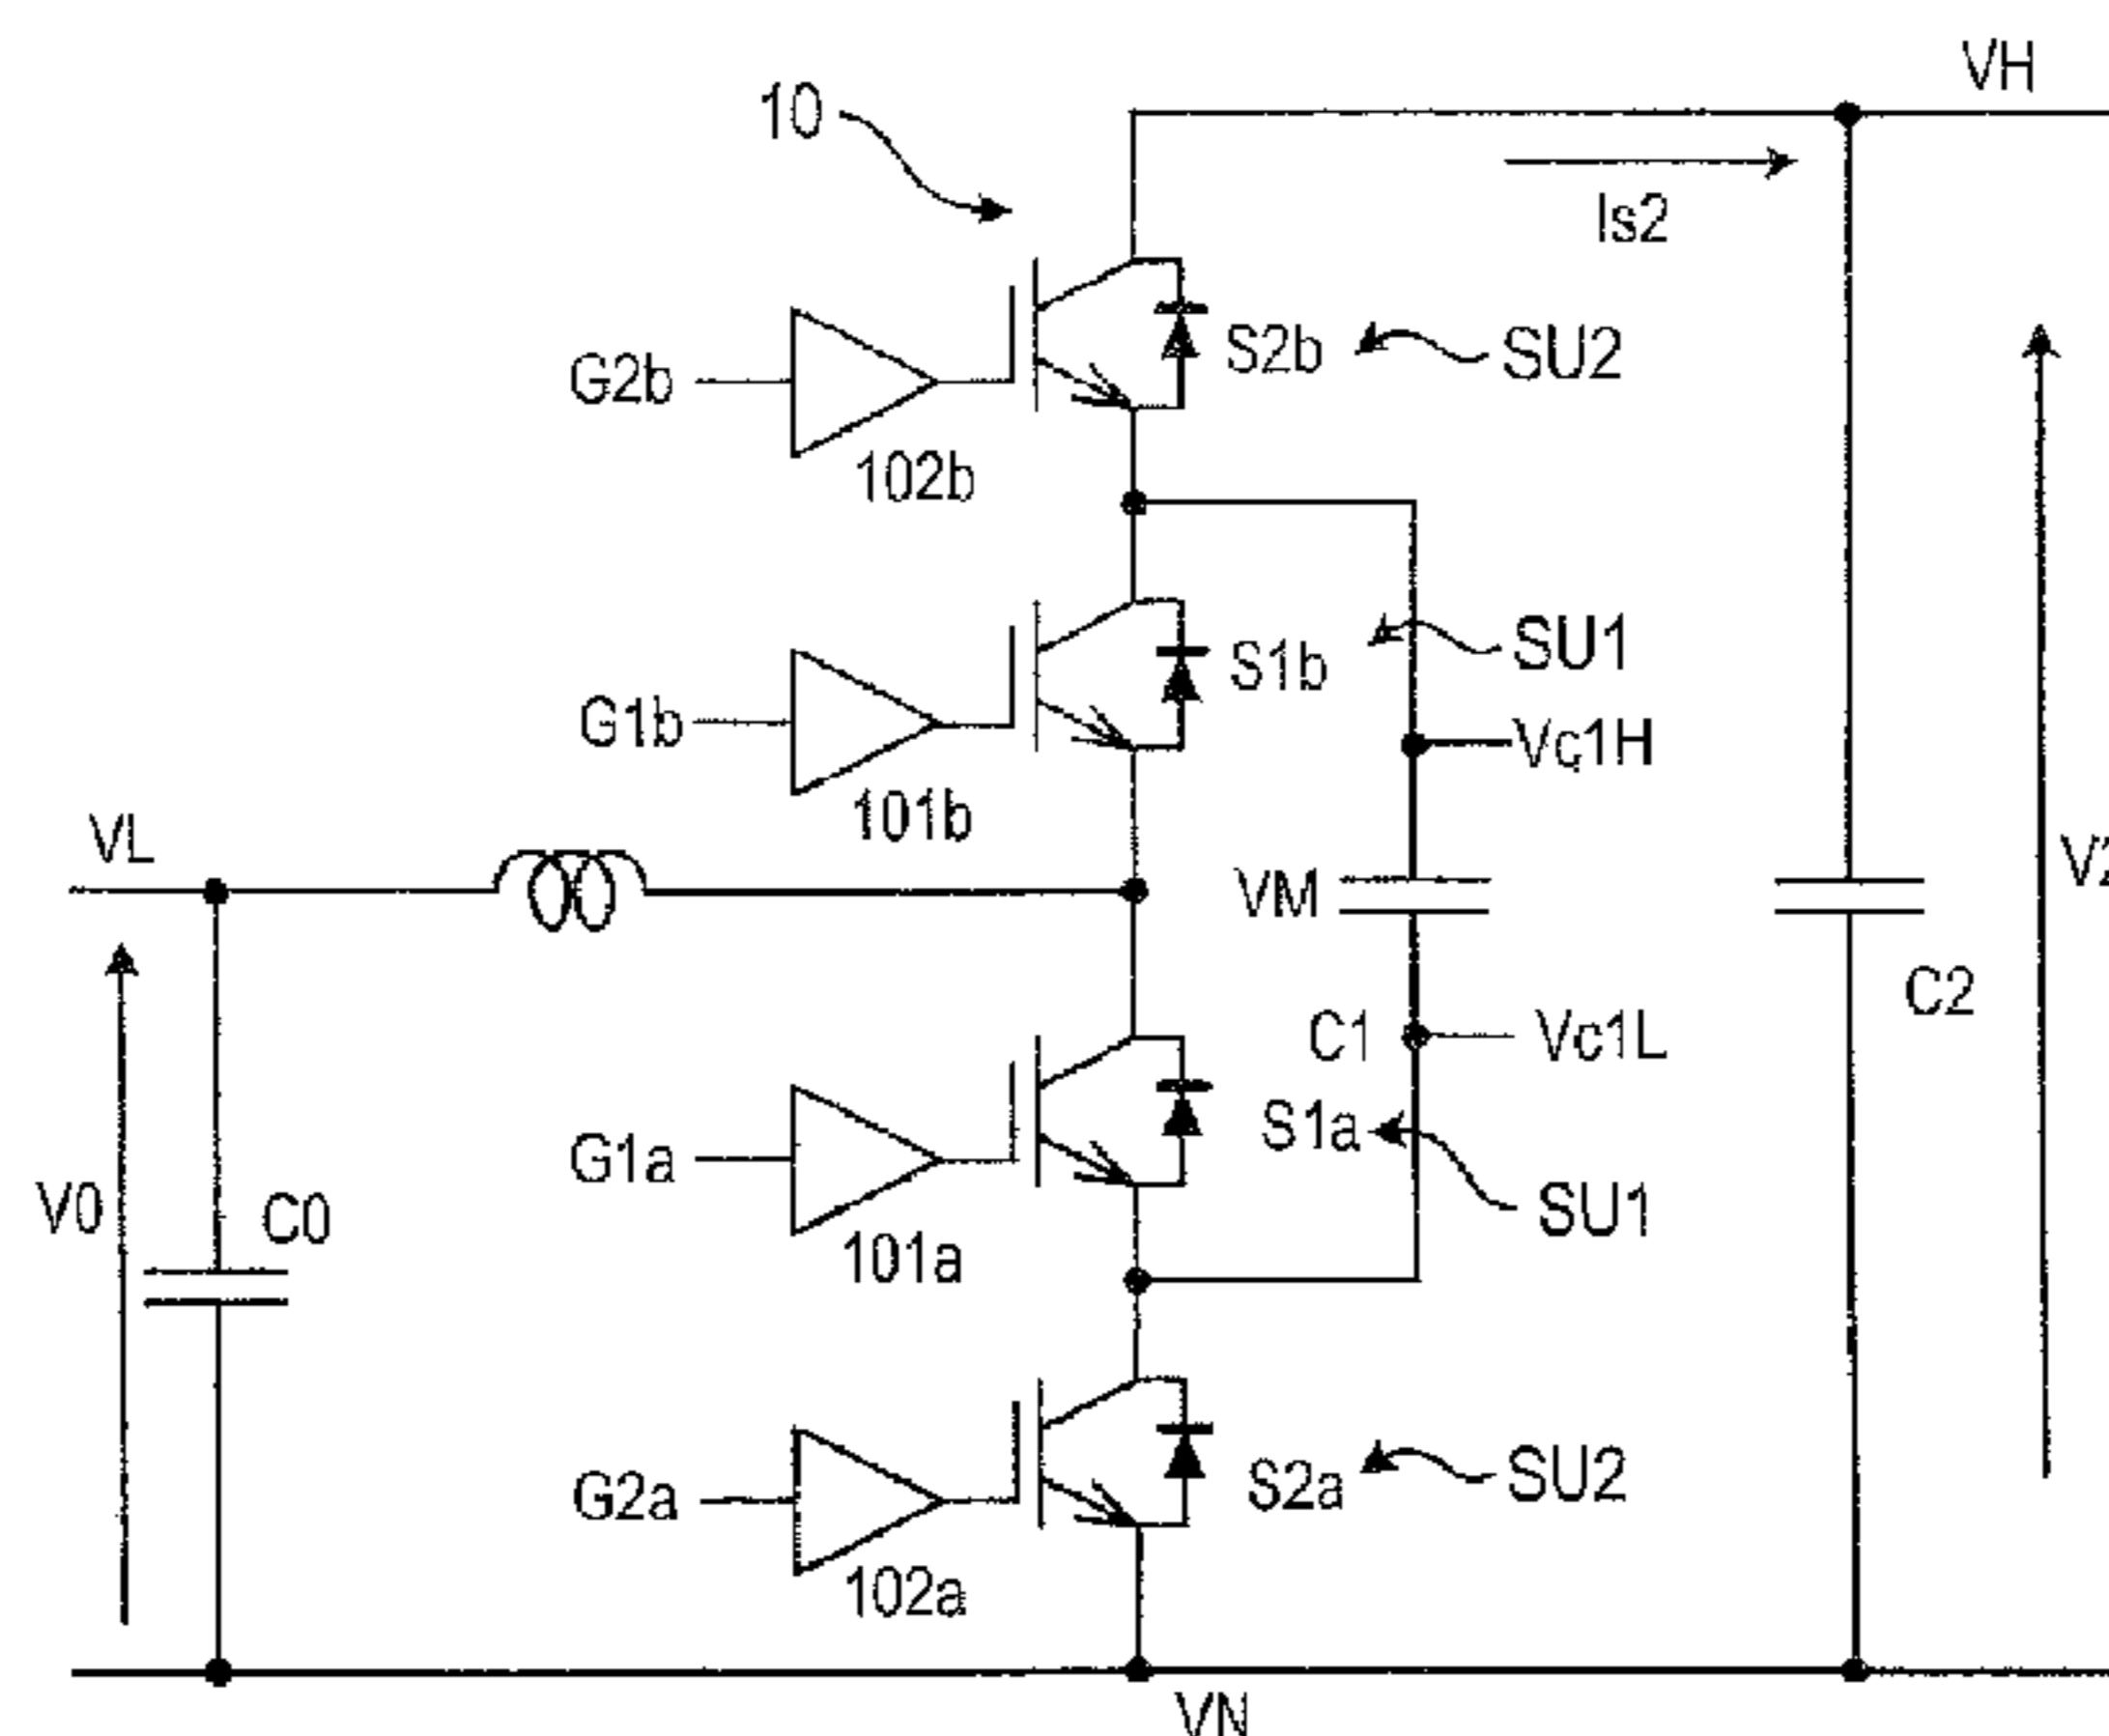 VH
10
Is2
G2b
S2b
SU2
102b
G1b
S1b
SU1
Vc1H
101b
VL
VM
V2
C2
C1
Vc1L
G1a
S1a
V0
C0
SU1
101a
G2a
S2a
SU2
102a
VN